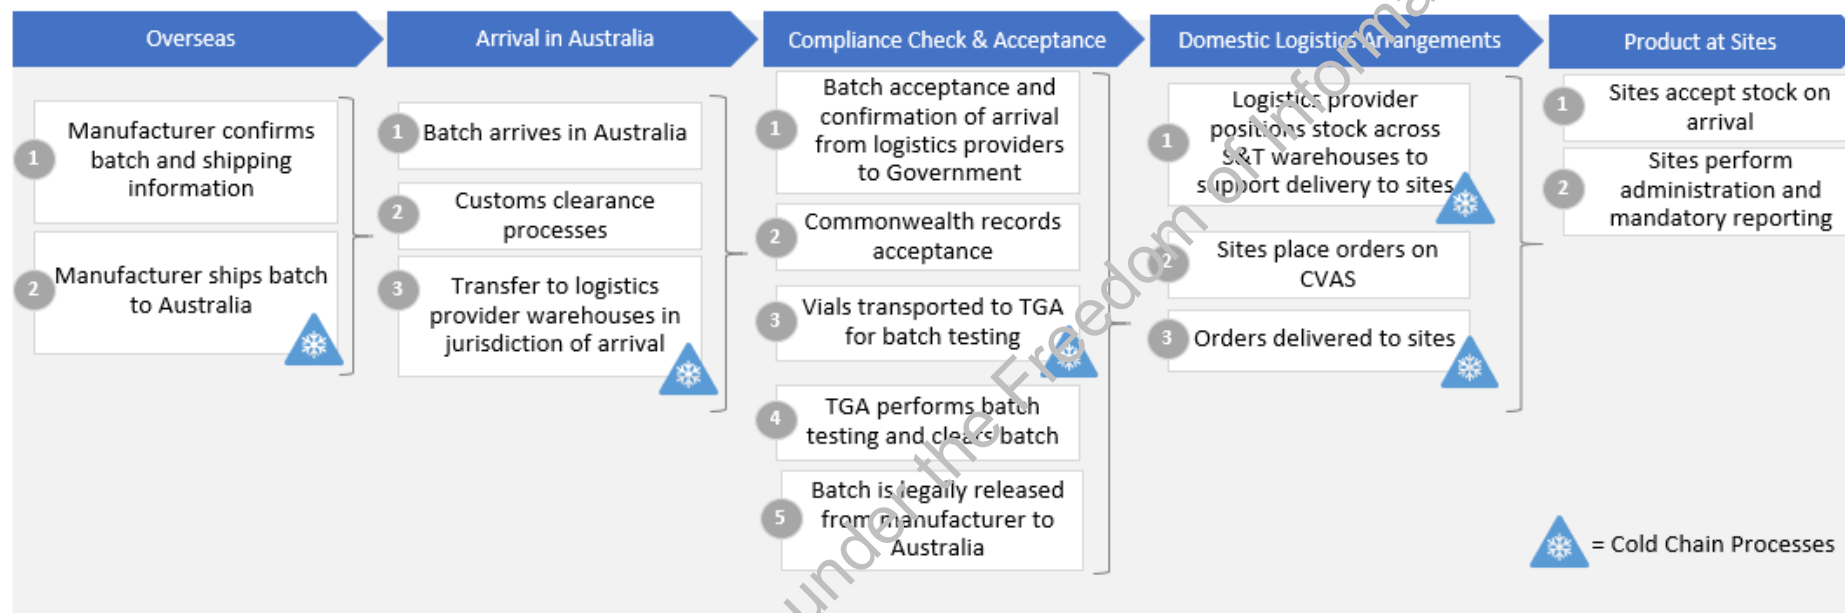 Overseas
1
Manufacturer confirms
batch and shipping
information
2
Manufacturer ships batch
to Australia
Arrival in Australia
1
Batch arrives in Australia
2
Customs clearance
processes
3
Transfer to logistics
provider warehouses in
jurisdiction of arrival
Compliance Check & Acceptance
1
Batch acceptance and
confirmation of arrival
from logistics providers
to Government
2
Commonwealth records
acceptance
3
Vials transported to TGA
for batch testing
4
TGA performs batch
testing and clears batch
5
Batch is legally released
from manufacturer to
Australia
Domestic Logistics Arrangements
1
Logistics provider
positions stock across
S&T warehouses to
support delivery to sites
2
Sites place orders on
CVAS
3
Orders delivered to sites
Product at Sites
1
Sites accept stock on
arrival
2
Sites perform
administration and
mandatory reporting
= Cold Chain Processes
under the Freedom of Informa